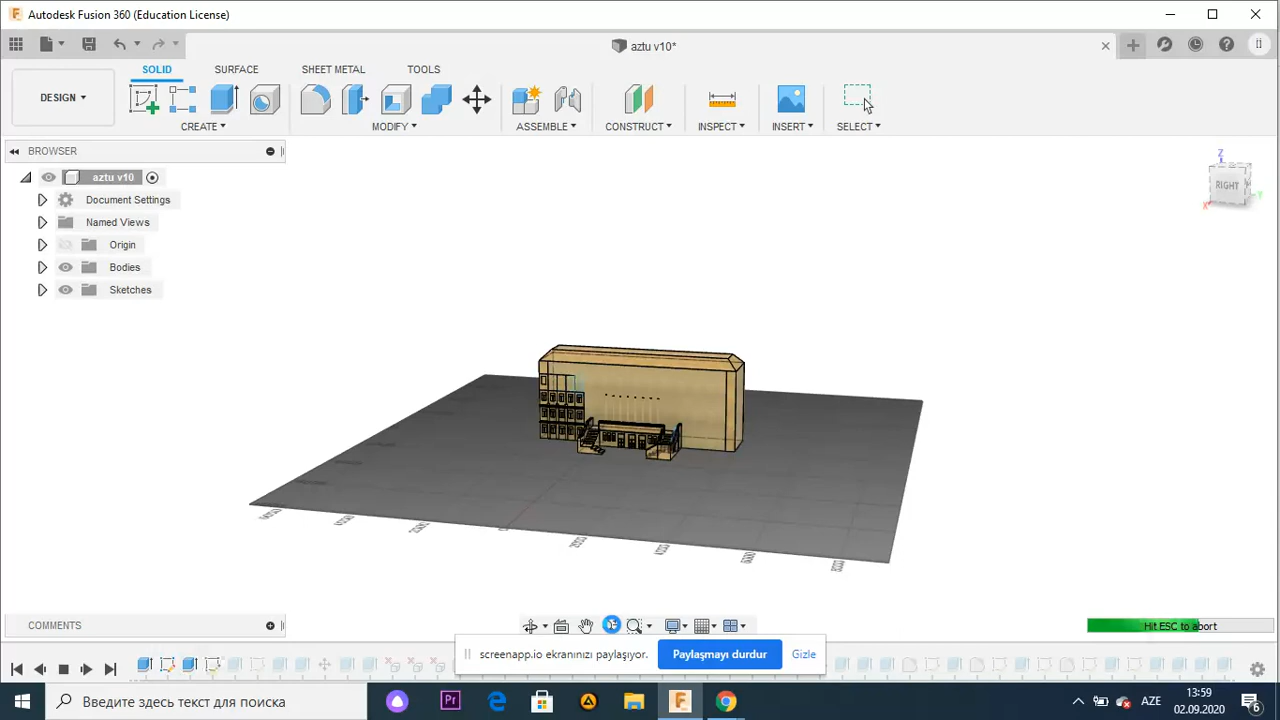 Autodesk Fusion 360 (Education License)
aztu v10*
SOLID SURFACE SHEET METAL TOOLS
DESIGN
CREATE MODIFY ASSEMBLE CONSTRUCT INSPECT INSERT SELECT
BROWSER
aztu v10
Document Settings
Named Views
Origin
Bodies
Sketches
Z
RIGHT
X
Y
COMMENTS
Hit ESC to abort
screenapp.io ekranınızı paylaşıyor. Paylaşmayı durdur Gizle
Введите здесь текст для поиска
Pr
AZE
13:59
02.09.2020
6